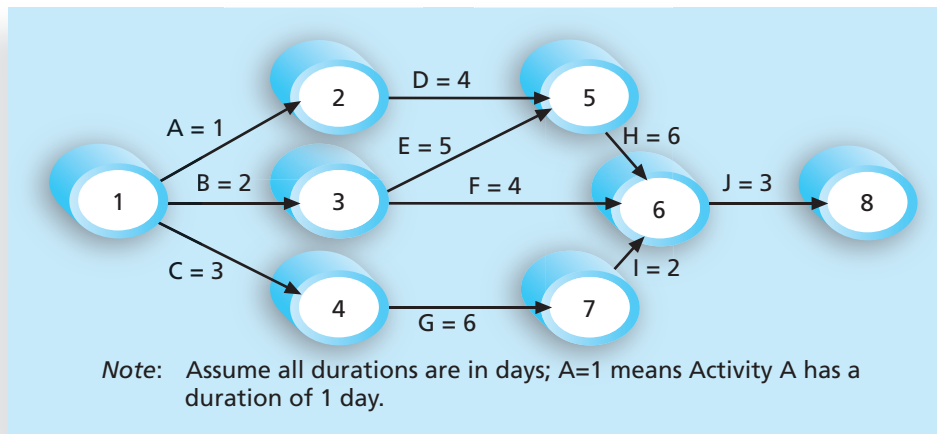 2
D = 4
5
A = 1
E = 5
H = 6
1
B = 2
3
F = 4
6
J = 3
8
C = 3
I = 2
4
G = 6
7
Note: Assume all durations are in days; A=1 means Activity A has a
duration of 1 day.